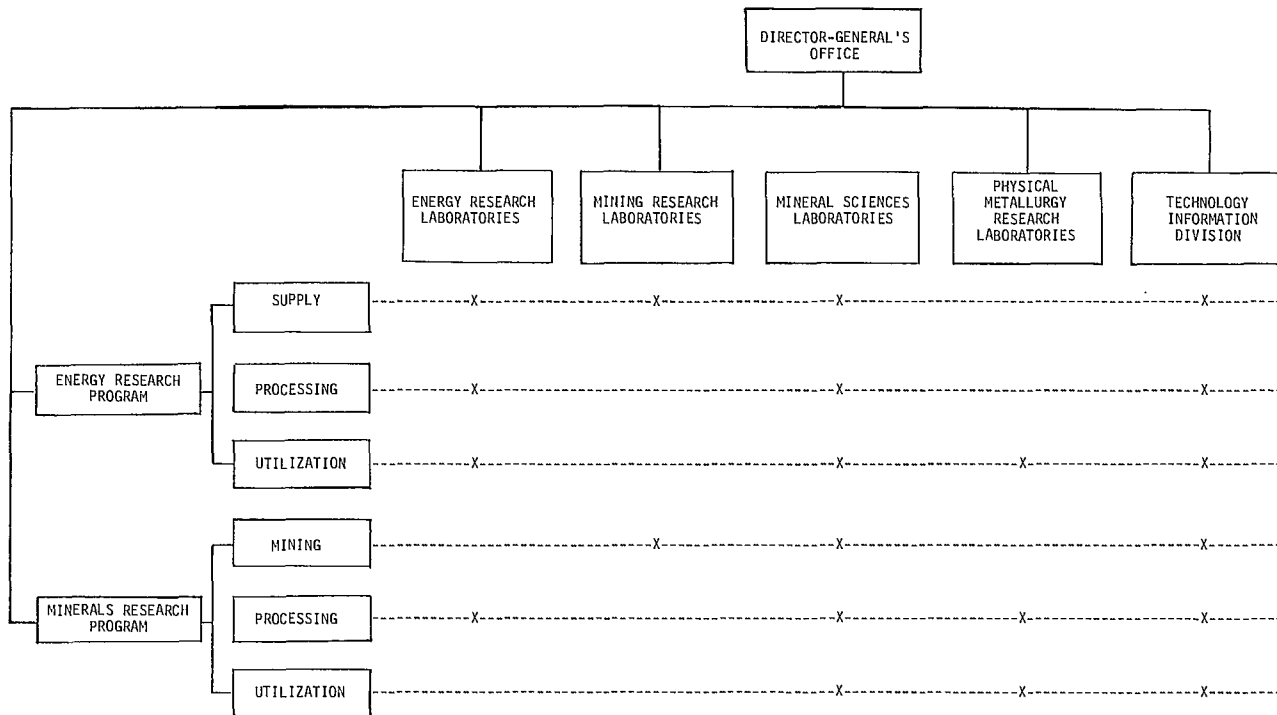 DIRECTOR-GENERAL'S
OFFICE
ENERGY RESEARCH
LABORATORIES
MINING RESEARCH
LABORATORIES
MINERAL SCIENCES
LABORATORIES
PHYSICAL
METALLURGY
RESEARCH
LABORATORIES
TECHNOLOGY
INFORMATION
DIVISION
SUPPLY
X X X X
ENERGY RESEARCH
PROGRAM
PROCESSING
X X X
UTILIZATION
X X X X
MINING
X X X
MINERALS RESEARCH
PROGRAM
PROCESSING
X X X X
UTILIZATION
X X X